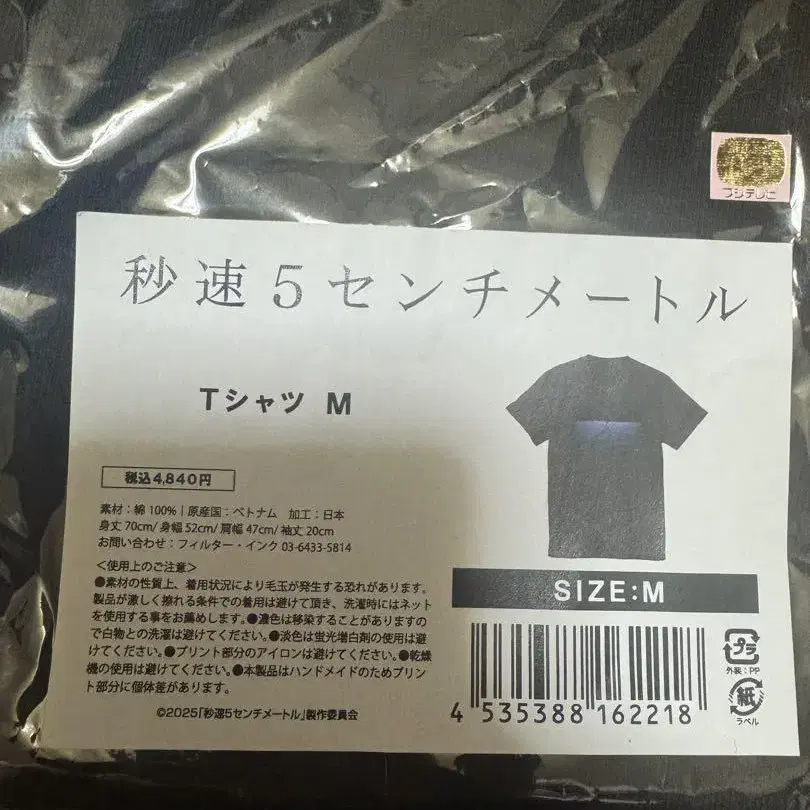 フジテレビ
秒速5センチメートル
Tシャツ M
税込4,840円
素材：綿 100%｜原産国：ベトナム 加工：日本
身丈 70cm/ 身幅 52cm/ 肩幅 47cm/ 袖丈 20cm
お問い合わせ：フィルター・インク 03-6433-5814
＜使用上のご注意＞
●素材の性質上、着用状況により毛玉が発生する恐れがあります。
製品が激しく擦れる条件での着用は避けて頂き、洗濯時にはネット
を使用する事をお薦めします。●濃色は移染することがありますの
で白物との洗濯は避けてください。●淡色は蛍光増白剤の使用は避
けてください。●プリント部分のアイロンは避けてください。●乾燥
機の使用は避けてください。●本製品はハンドメイドのためプリン
ト部分に個体差があります。
©2025「秒速5センチメートル」製作委員会
SIZE:M
4 535388 162218
プラ
外装：PP
紙
ラベル